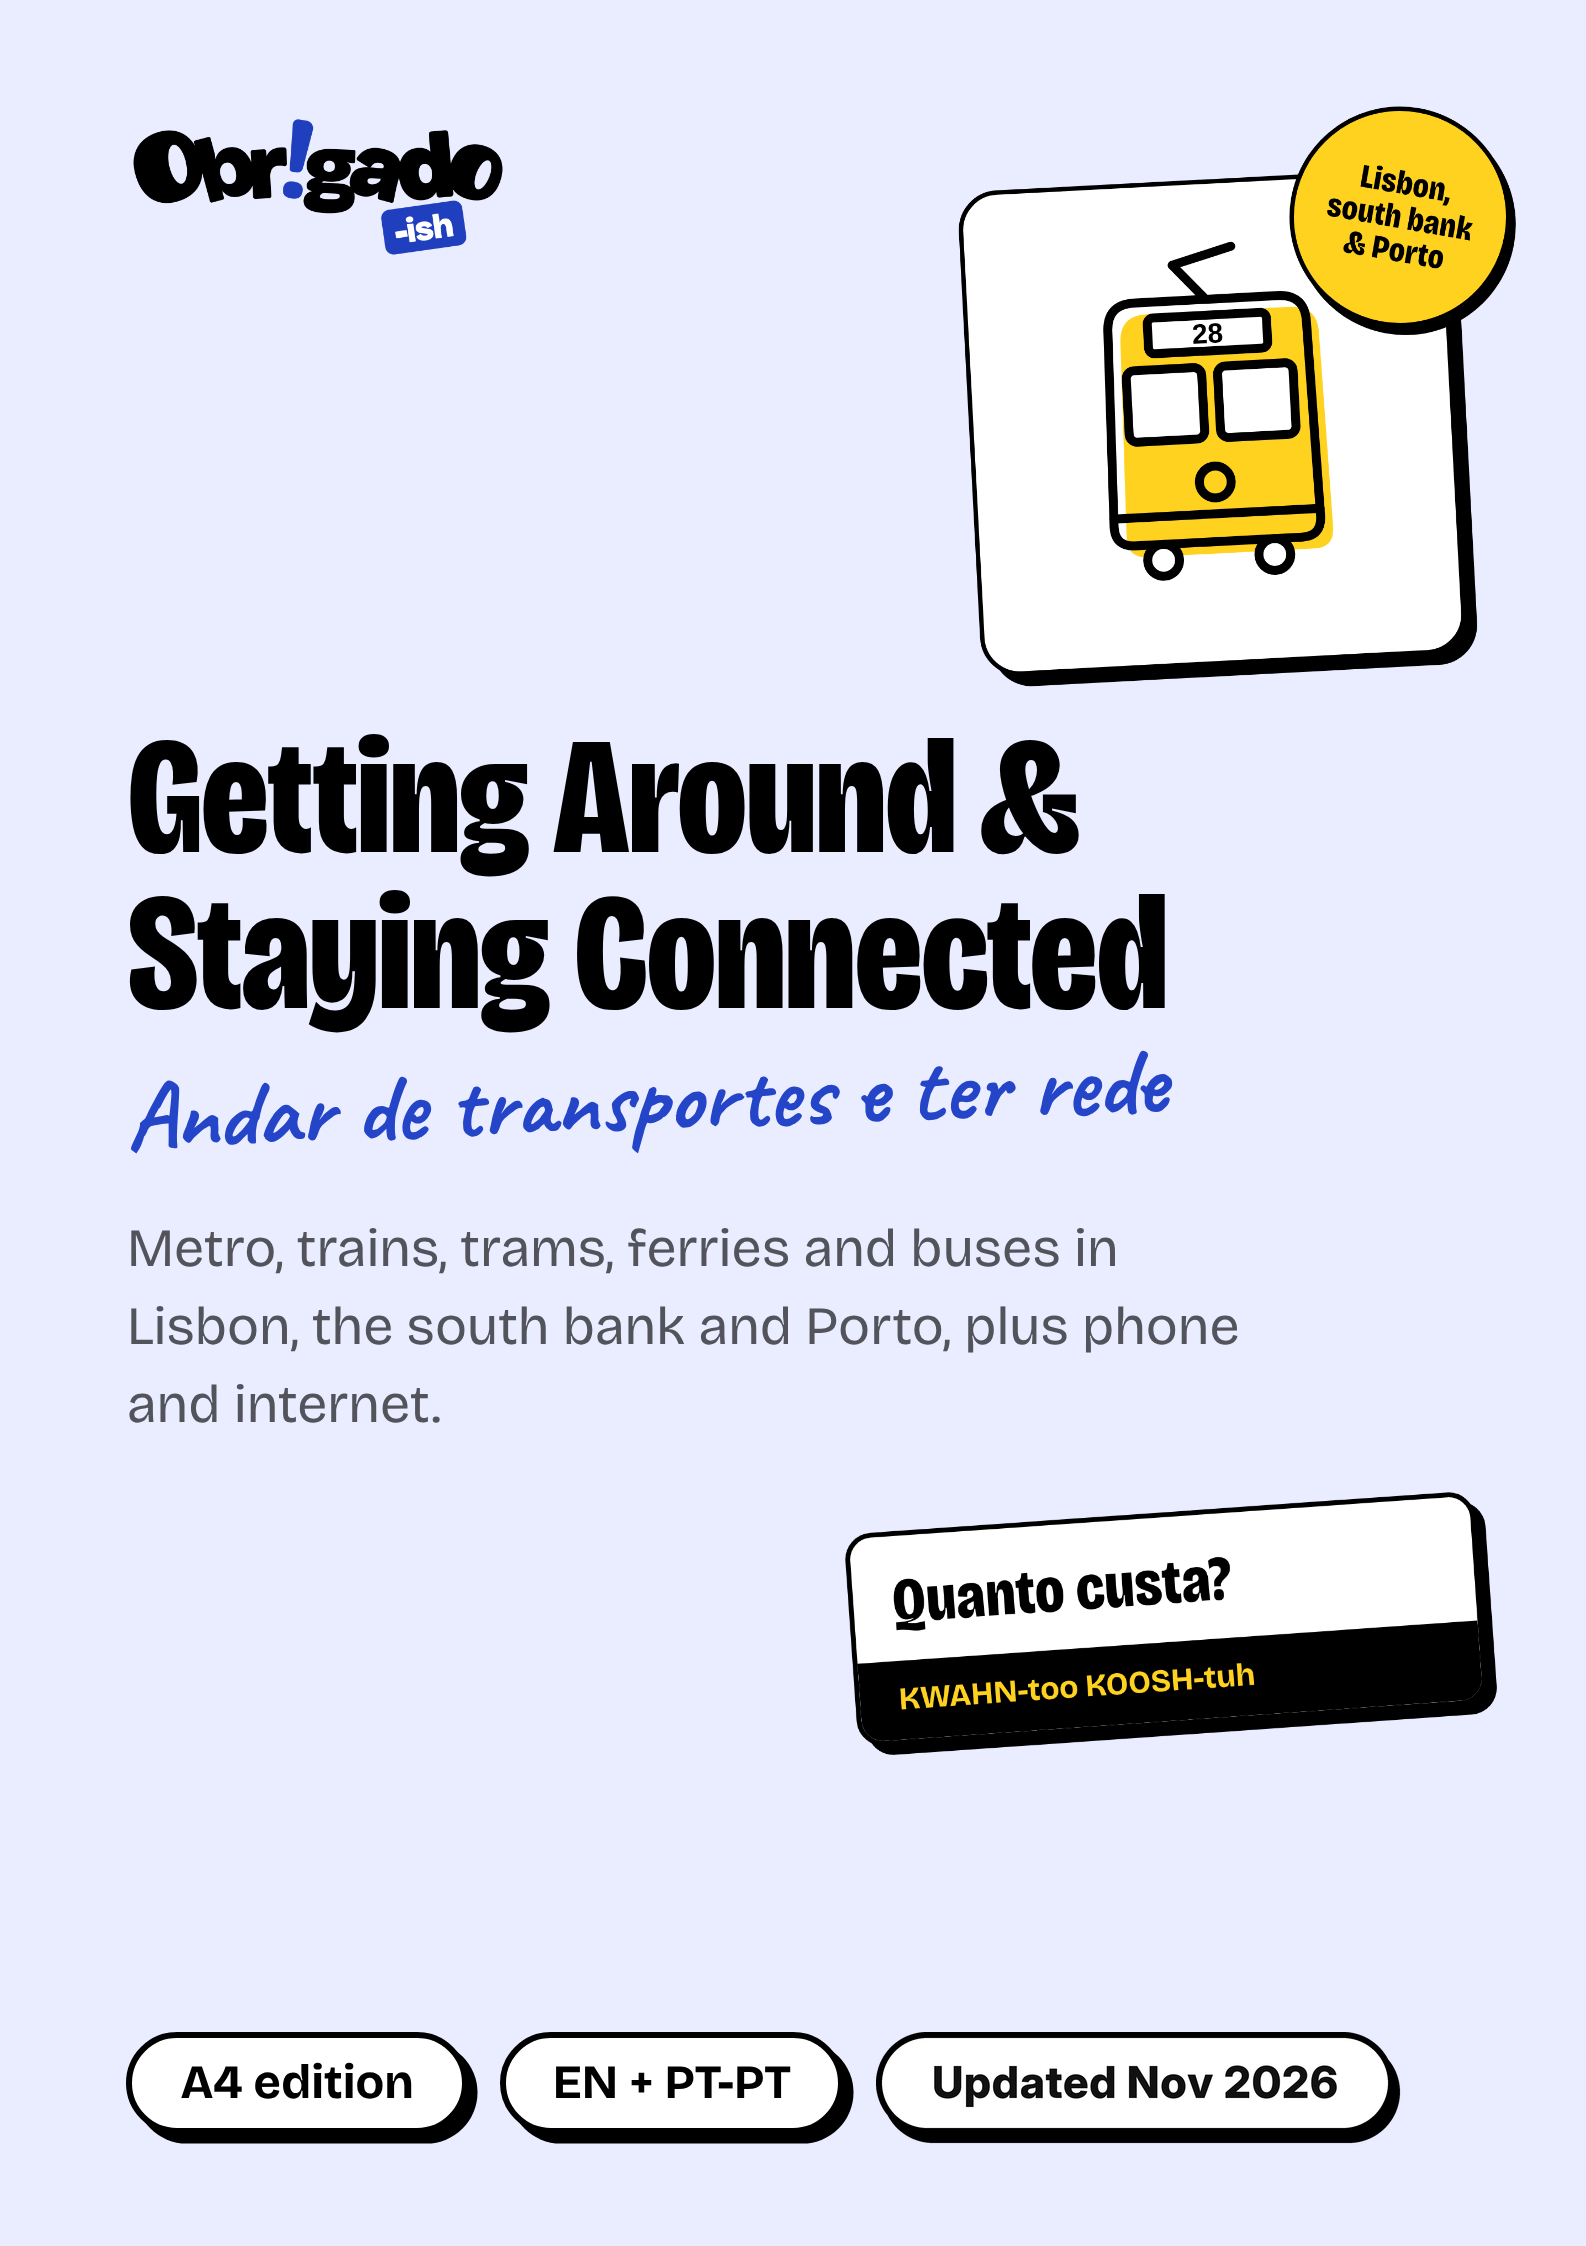 Obr!gado
-ish
Lisbon,
south bank
& Porto
28
Getting Around &
Staying Connected
Andar de transportes e ter rede
Metro, trains, trams, ferries and buses in
Lisbon, the south bank and Porto, plus phone
and internet.
Quanto custa?
KWAHN-too KOOSH-tuh
A4 edition
EN + PT-PT
Updated Nov 2026